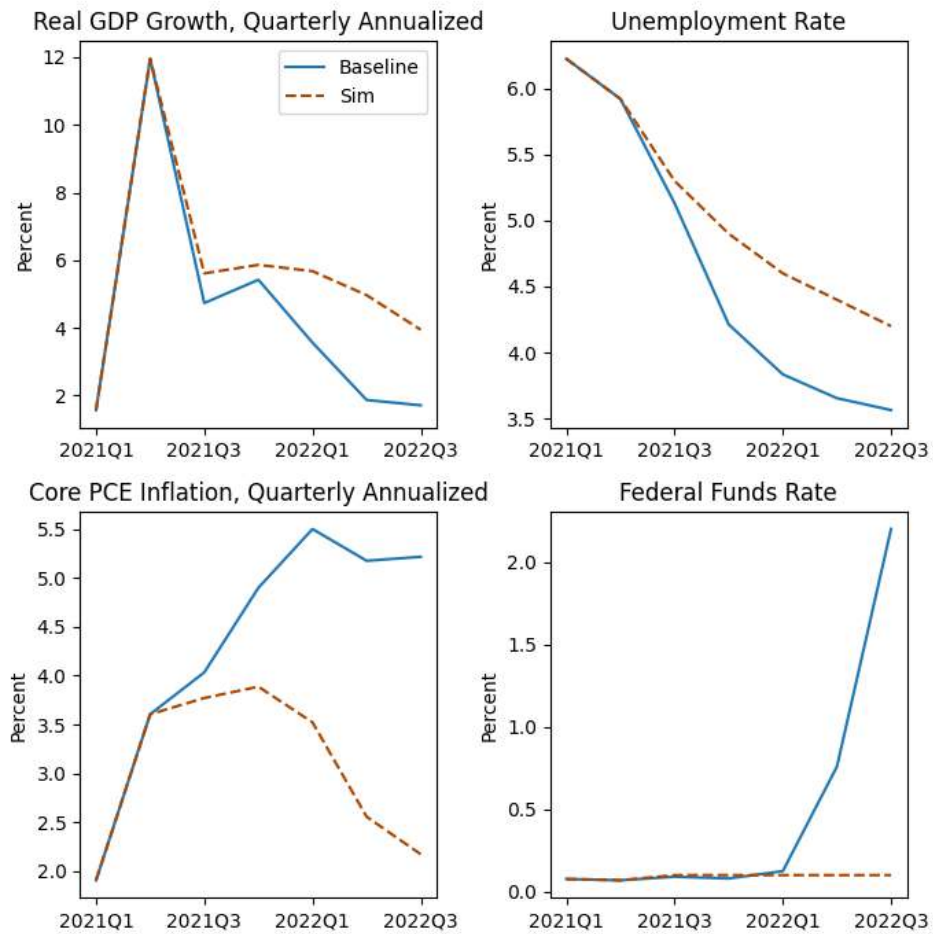 Real GDP Growth, Quarterly Annualized
Percent
12
10
8
6
4
2
Baseline
Sim
2021Q1
2021Q3
2022Q1
2022Q3
Unemployment Rate
Percent
6.0
5.5
5.0
4.5
4.0
3.5
2021Q1
2021Q3
2022Q1
2022Q3
Core PCE Inflation, Quarterly Annualized
Percent
5.5
5.0
4.5
4.0
3.5
3.0
2.5
2.0
2021Q1
2021Q3
2022Q1
2022Q3
Federal Funds Rate
Percent
2.0
1.5
1.0
0.5
0.0
2021Q1
2021Q3
2022Q1
2022Q3